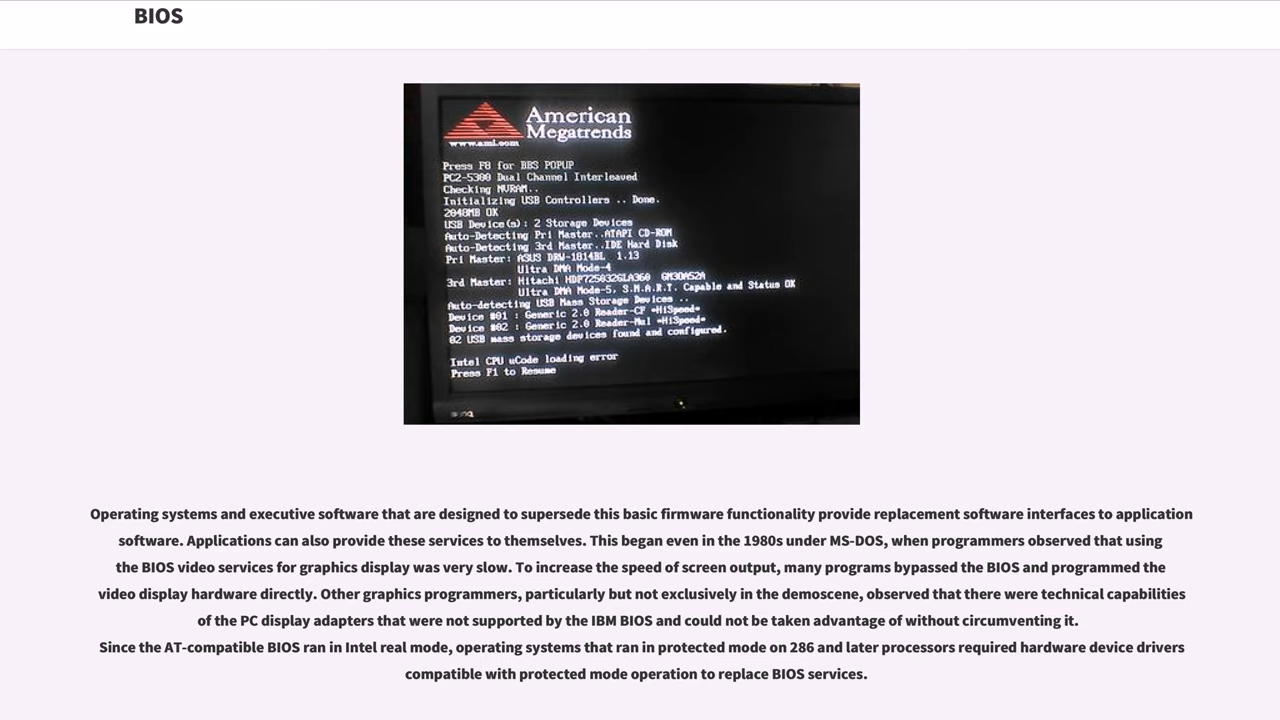 BIOS
American
Megatrends
www.ami.com
Press F8 for BBS POPUP
PC2-5300 Dual Channel Interleaved
Checking NVRAM..
Initializing USB Controllers .. Done.
2048MB OK
USB Device(s): 2 Storage Devices
Auto-Detecting Pri Master..ATAPI CD-ROM
Auto-Detecting 3rd Master..IDE Hard Disk
Pri Master: ASUS DRW-1814BL 1.13
Ultra DMA Mode-4
3rd Master: Hitachi HDP725032GLA360 GM3OA52A
Ultra DMA Mode-5, S.M.A.R.T. Capable and Status OK
Auto-detecting USB Mass Storage Devices ..
Device #01 : Generic 2.0 Reader-CF *HiSpeed*
Device #02 : Generic 2.0 Reader-Mul *HiSpeed*
02 USB mass storage devices found and configured.
Intel CPU uCode loading error
Press F1 to Resume
Operating systems and executive software that are designed to supersede this basic firmware functionality provide replacement software interfaces to application
software. Applications can also provide these services to themselves. This began even in the 1980s under MS-DOS, when programmers observed that using
the BIOS video services for graphics display was very slow. To increase the speed of screen output, many programs bypassed the BIOS and programmed the
video display hardware directly. Other graphics programmers, particularly but not exclusively in the demoscene, observed that there were technical capabilities
of the PC display adapters that were not supported by the IBM BIOS and could not be taken advantage of without circumventing it.
Since the AT-compatible BIOS ran in Intel real mode, operating systems that ran in protected mode on 286 and later processors required hardware device drivers
compatible with protected mode operation to replace BIOS services.